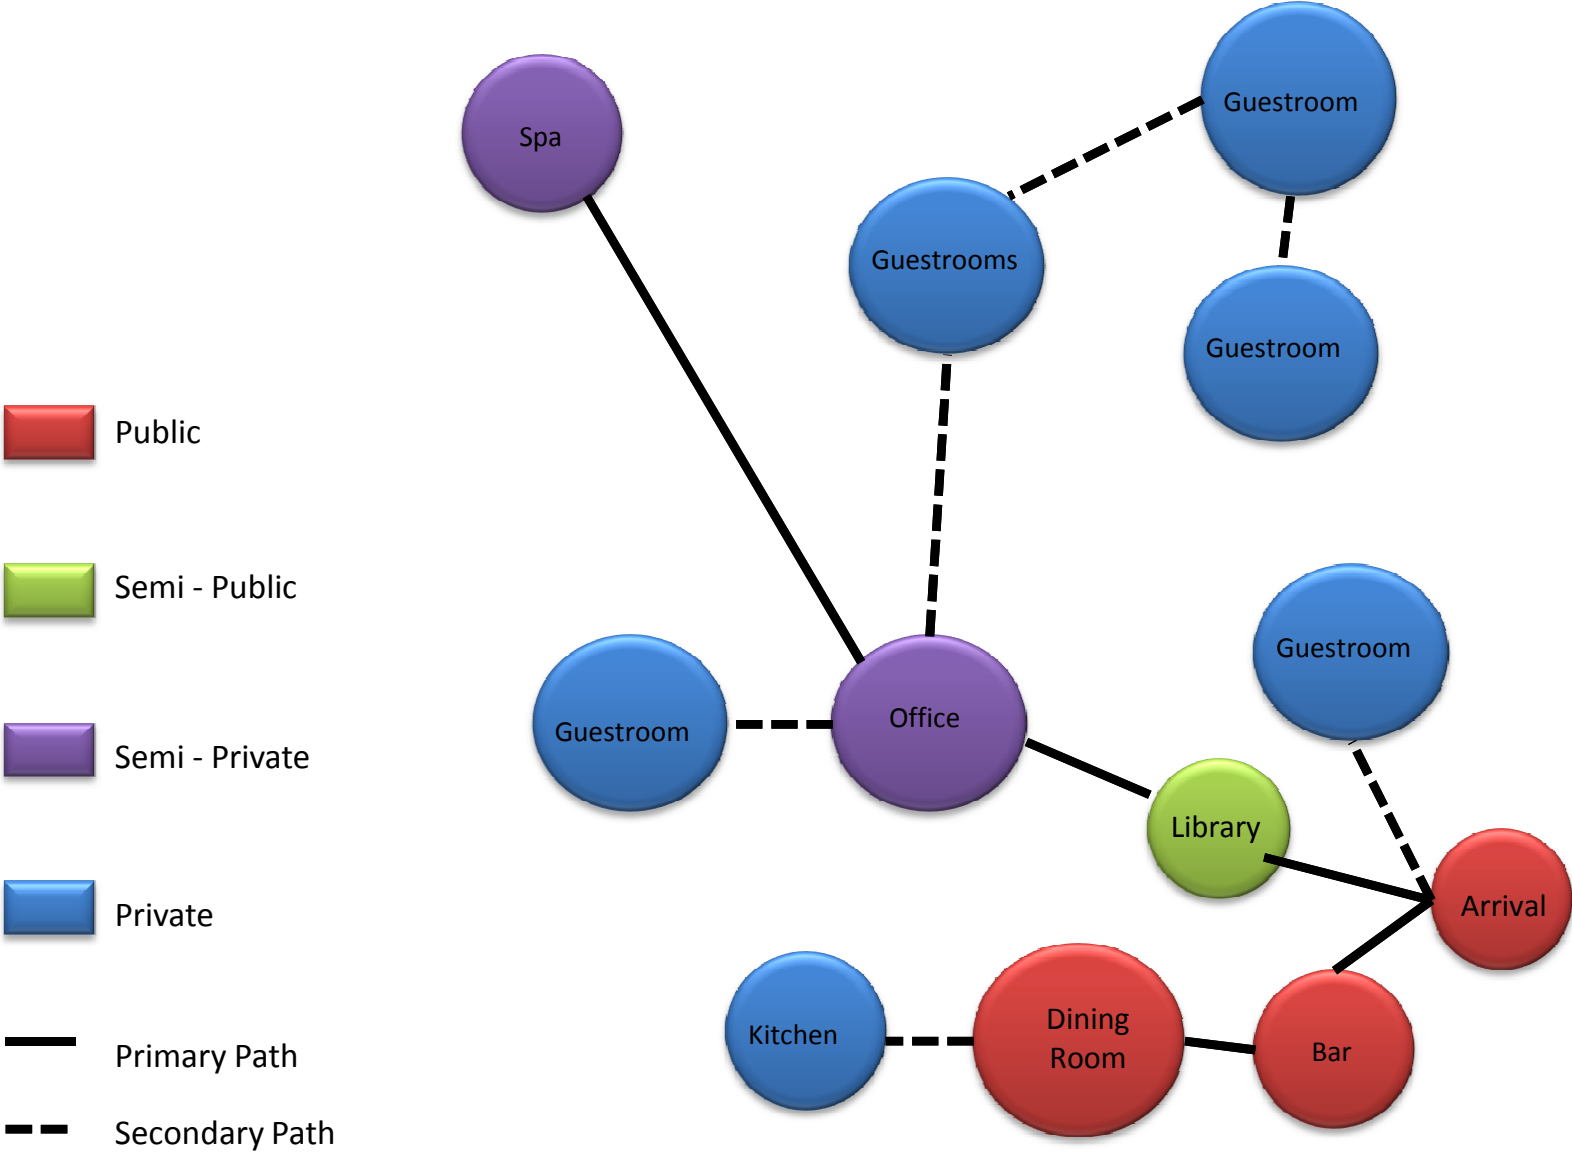 Guestroom
Spa
Guestrooms
Guestroom
Public
Semi - Public
Guestroom
Office
Guestroom
Semi - Private
Library
Arrival
Private
Dining
Room
Kitchen
Bar
Primary Path
Secondary Path